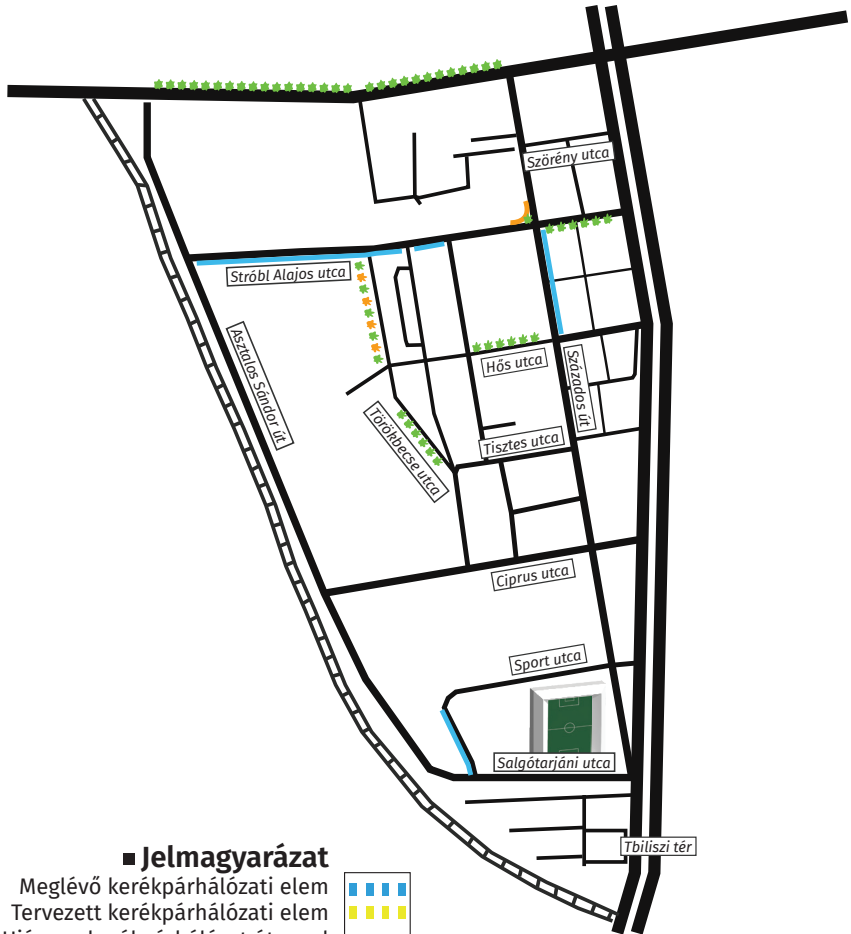 Szörény utca
Stróbl Alajos utca
Asztalos Sándor út
Hős utca
Százados út
Törökbecse utca
Tisztes utca
Ciprus utca
Sport utca
Salgótarjáni utca
Tbiliszi tér
Jelmagyarázat
Meglévő kerékpárhálózati elem
Tervezett kerékpárhálózati elem